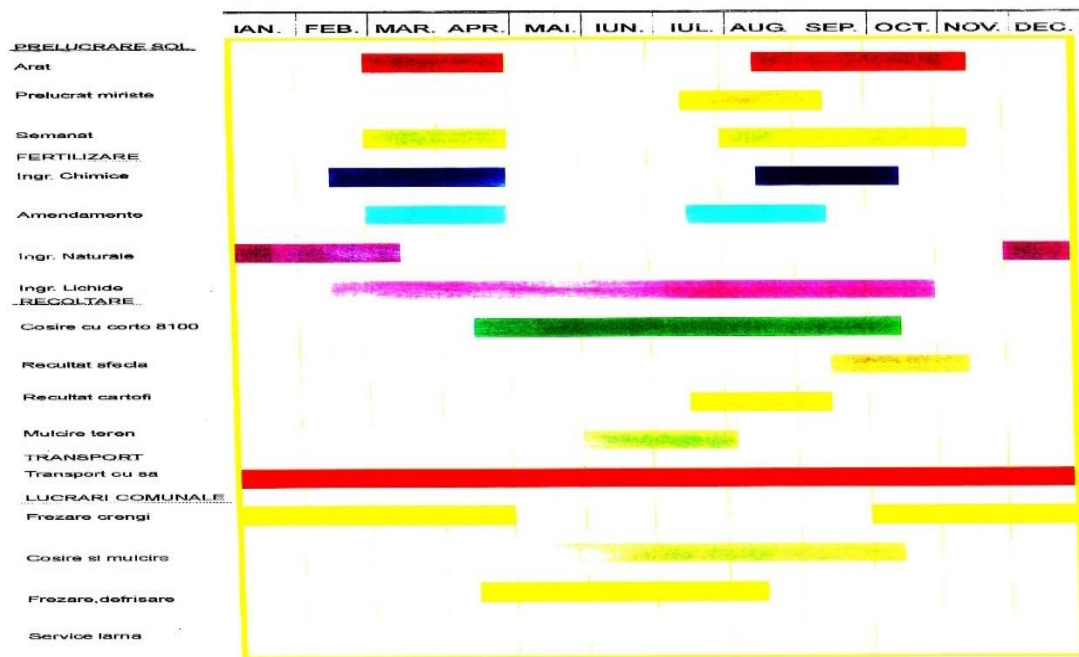 IAN. FEB. MAR. APR. MAI. IUN. IUL. AUG. SEP. OCT. NOV. DEC.
PRELUCRARE SOL
Arat
Prelucrat miriste
Semanat
FERTILIZARE
Ingr. Chimice
Amendamente
Ingr. Naturale
Ingr. Lichide
RECOLTARE
Cosire cu corto 8100
Recultat sfecla
Recultat cartofi
Mulcire teren
TRANSPORT
Transport cu sa
LUCRARI COMUNALE
Frezare crengi
Cosire si mulcire
Frezare,defrisare
Service iarna